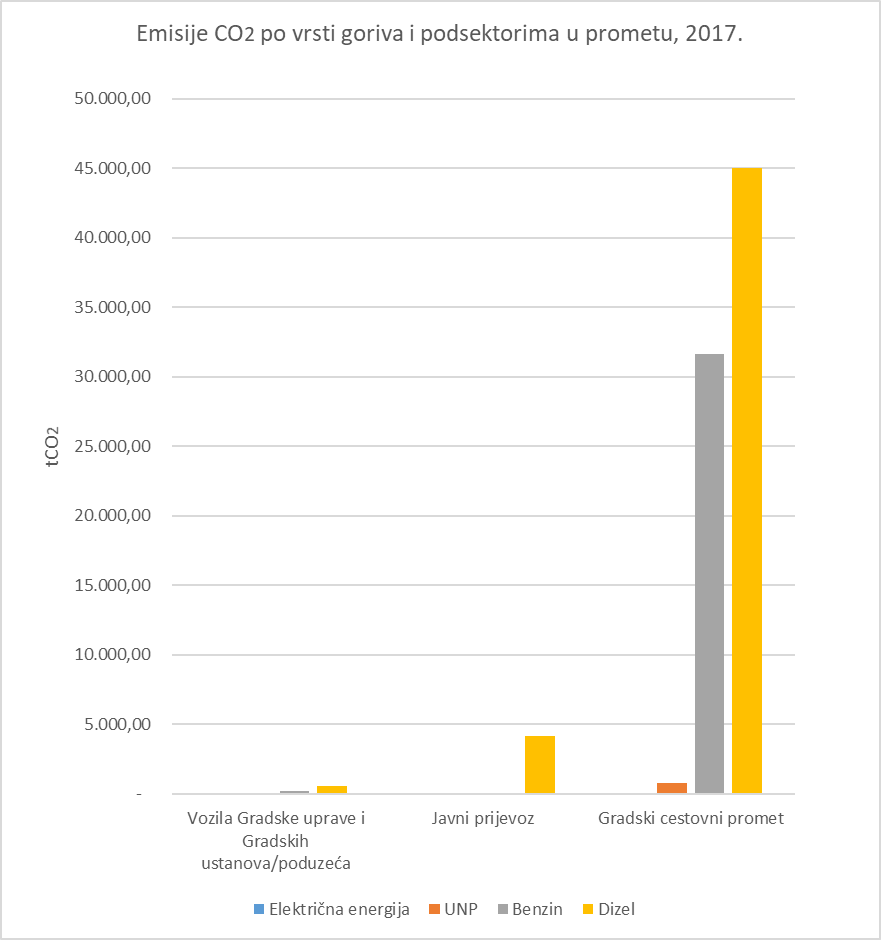 Emisije CO2 po vrsti goriva i podsektorima u prometu, 2017.
50.000,00
45.000,00
40.000,00
35.000,00
30.000,00
25.000,00
20.000,00
15.000,00
10.000,00
5.000,00
-
tCO2
Vozila Gradske uprave i
Gradskih
ustanova/poduzeća
Javni prijevoz
Gradski cestovni promet
Električna energija
UNP
Benzin
Dizel